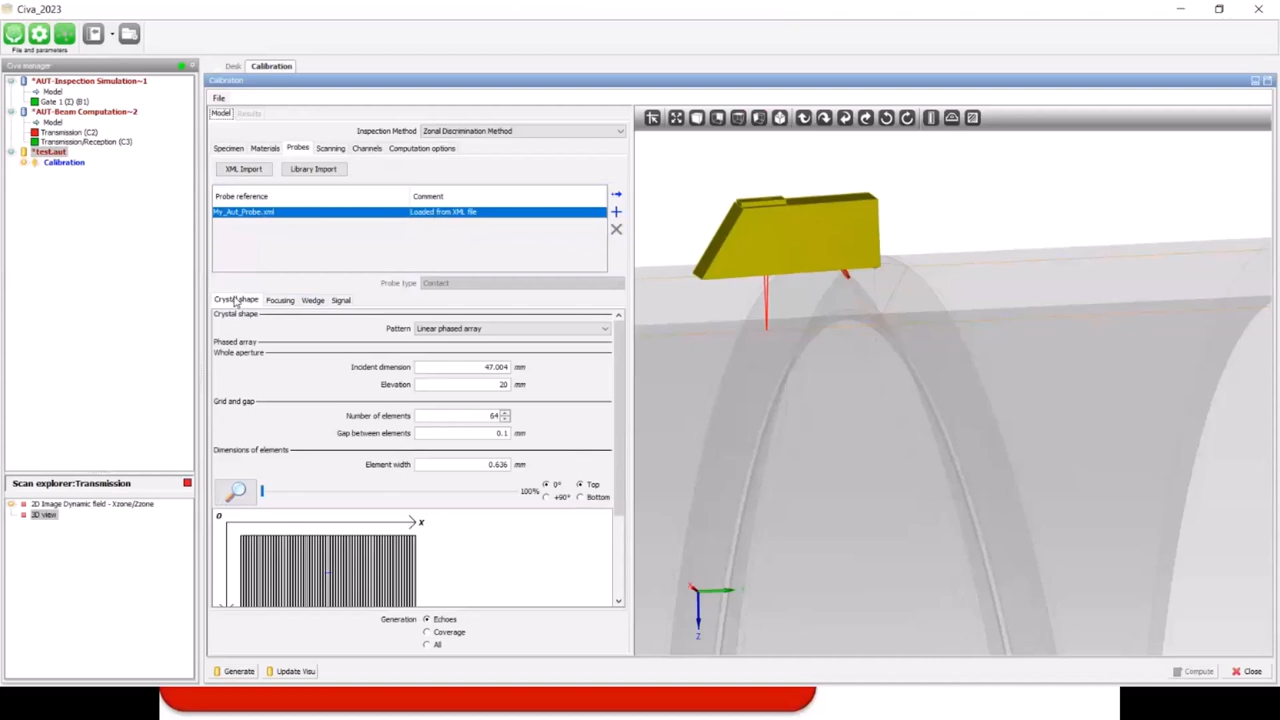 Civa_2023
File and parameters
Civa manager
*AUT-Inspection Simulation~1
Model
Gate 1 (I) (B1)
*AUT-Beam Computation~2
Model
Transmission (C2)
Transmission/Reception (C3)
*test.aut
Calibration
Scan explorer:Transmission
2D Image Dynamic field - Xzone/Zzone
3D view
Desk
Calibration
Calibration
File
Model
Results
Inspection Method
Zonal Discrimination Method
Specimen
Materials
Probes
Scanning
Channels
Computation options
XML Import
Library Import
Probe reference
Comment
My_Aut_Probe.xml
Loaded from XML file
Probe type
Contact
Crystal shape
Focusing
Wedge
Signal
Crystal shape
Pattern
Linear phased array
Phased array
Whole aperture
Incident dimension
47.004
mm
Elevation
20
mm
Grid and gap
Number of elements
64
Gap between elements
0.1
mm
Dimensions of elements
Element width
0.636
mm
100%
0°
Top
+90°
Bottom
O
X
Generation
Echoes
Coverage
All
Generate
Update Visu
X
Z
Compute
Close